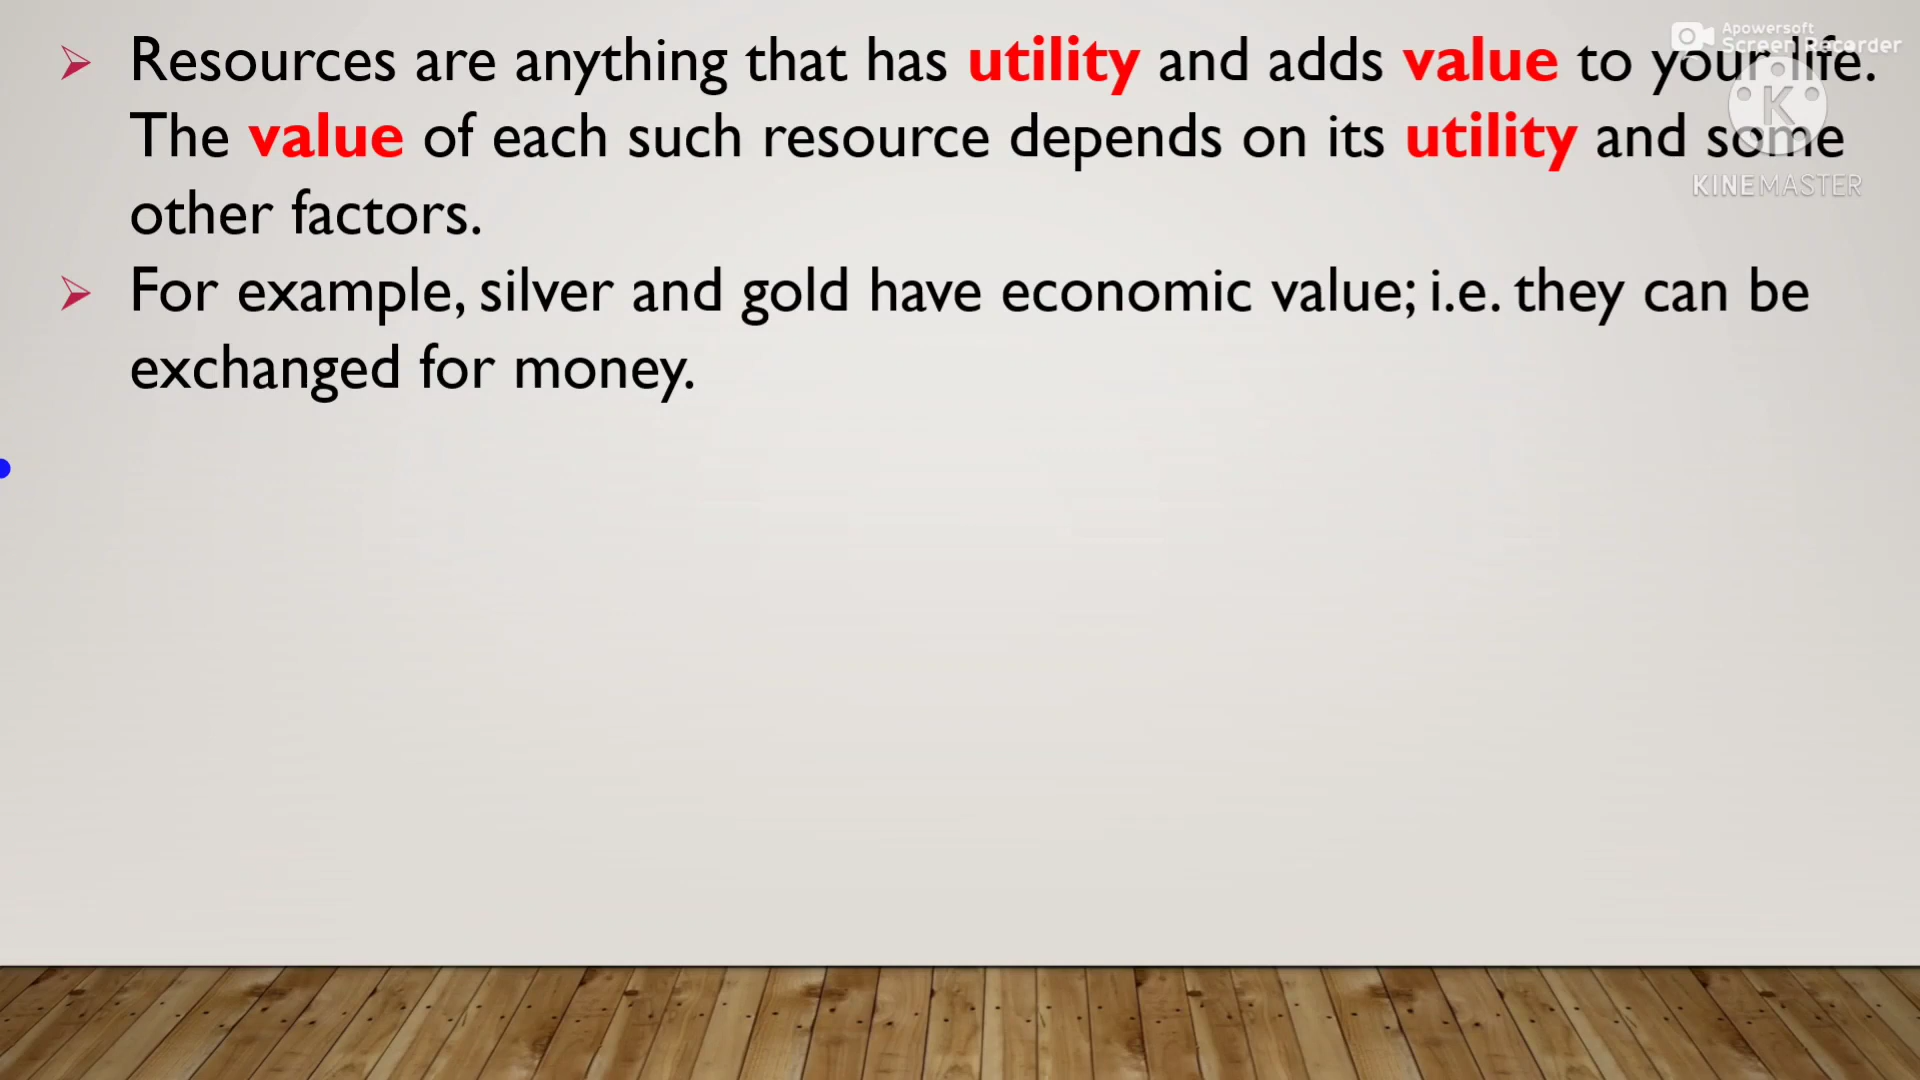 Resources are anything that has utility and adds value to your life.
The value of each such resource depends on its utility and some
other factors.
For example, silver and gold have economic value; i.e. they can be
exchanged for money.
Apowersoft
Screen Recorder
K
KINEMASTER